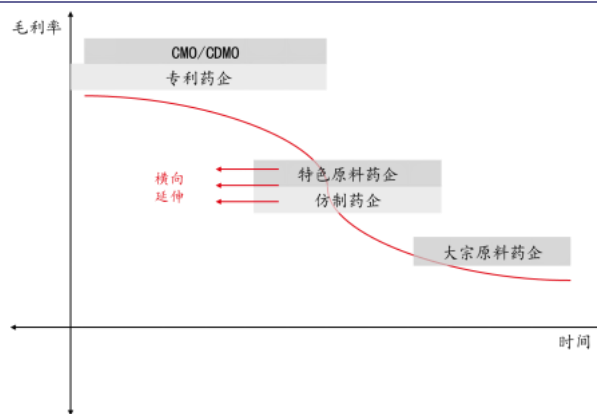 毛利率
CMO/CDMO
专利药企
横向
延伸
特色原料药企
仿制药企
大宗原料药企
时间